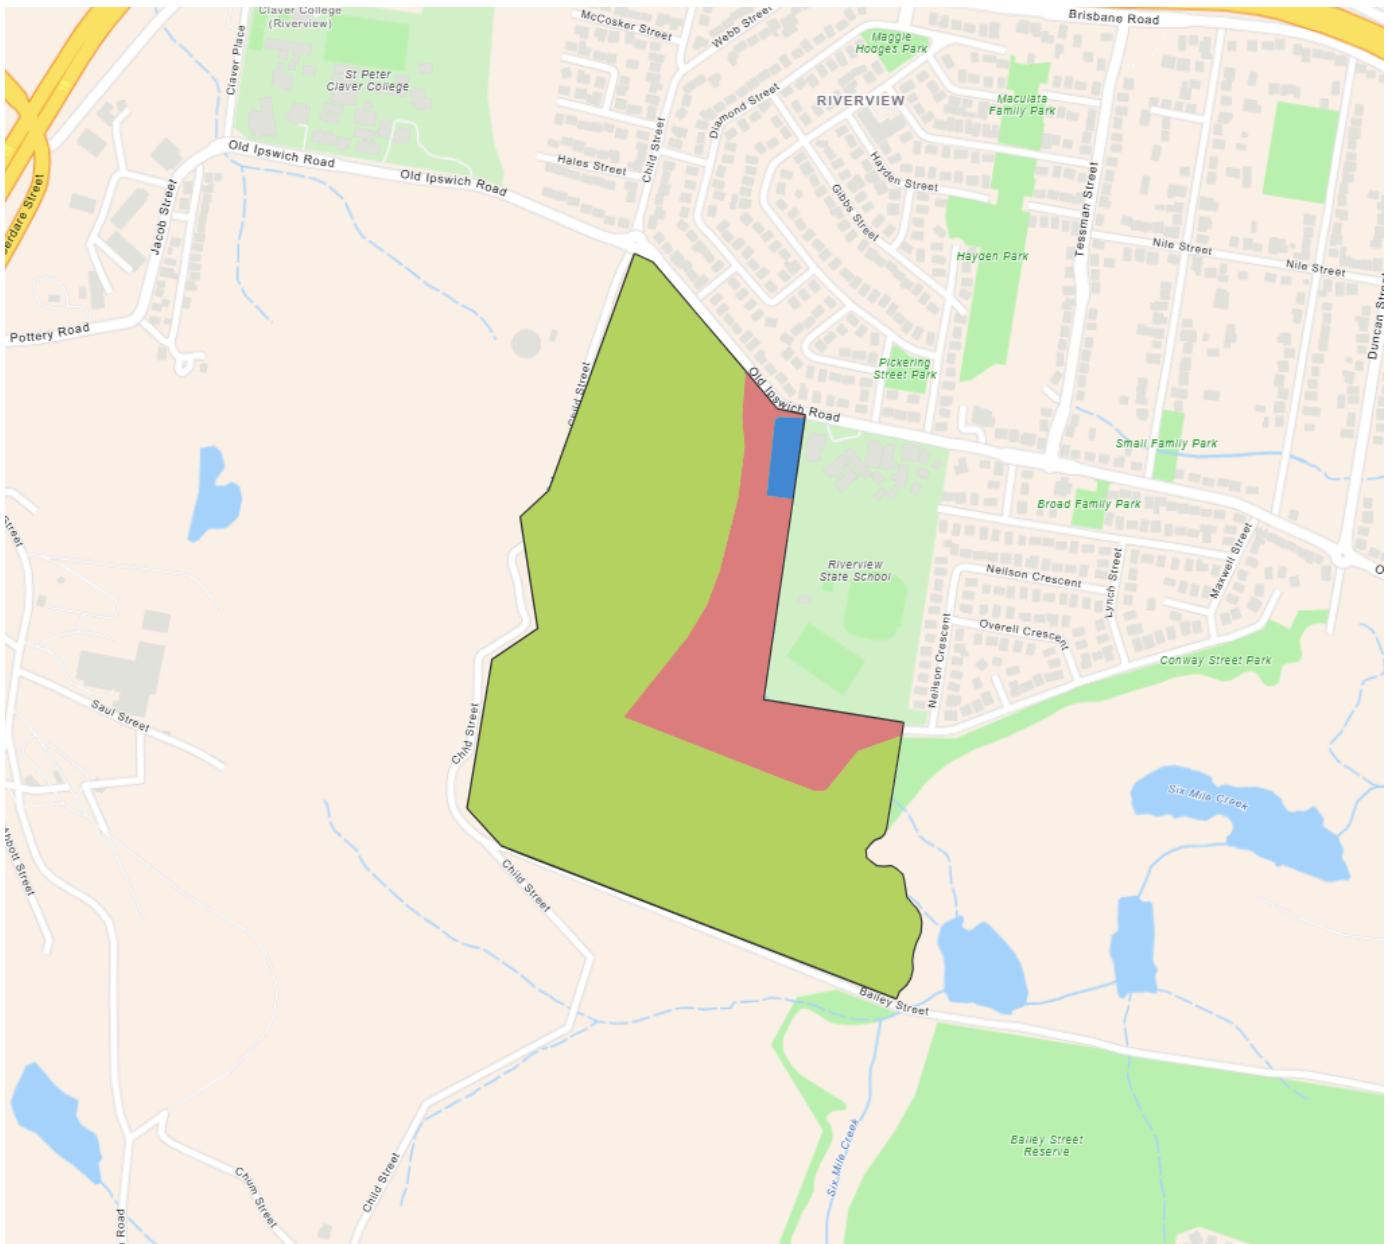 Claver College
(Riverview)
Brisbane Road
McCosker Street
Webb Street
Maggie
Hodges Park
Claver Place
St Peter
Claver College
RIVERVIEW
Maculata
Family Park
Diamond Street
Child Street
Old Ipswich Road
Old Ipswich Road
Hales Street
Hayden Street
Gibbs Street
Tessman Street
Jacob Street
Nile Street
Nile Street
Hayden Park
Duncan Street
Pottery Road
Pickering
Street Park
Child Street
Old Ipswich Road
Small Family Park
Broad Family Park
Street
Riverview
State School
Neilson Crescent
Lynch Street
Maxwell Street
Overell Crescent
Neilson Crescent
Conway Street Park
Saul Street
Child Street
Six Mile Creek
Abbott Street
Child Street
Bailey Street
Bailey Street
Reserve
Six Mile Creek
Child Street
Chum Street
Road